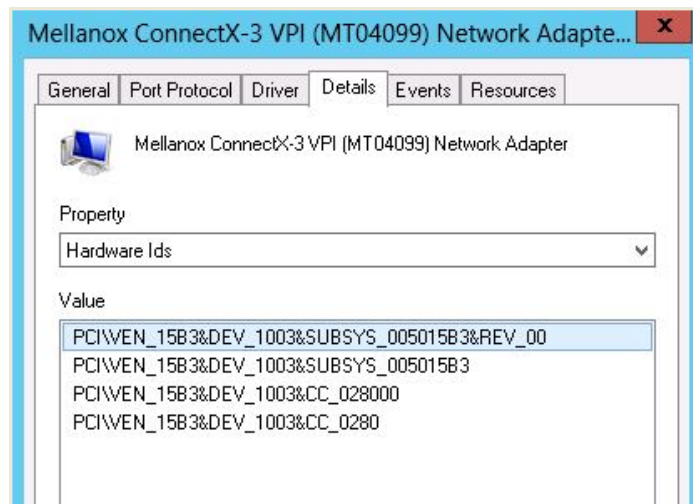 Mellanox ConnectX-3 VPI (MT04099) Network Adapte... x
General Port Protocol Driver Details Events Resources
Mellanox ConnectX-3 VPI (MT04099) Network Adapter
Property
Hardware Ids
Value
PCI\VEN_15B3&DEV_1003&SUBSYS_005015B3&REV_00
PCI\VEN_15B3&DEV_1003&SUBSYS_005015B3
PCI\VEN_15B3&DEV_1003&CC_028000
PCI\VEN_15B3&DEV_1003&CC_0280